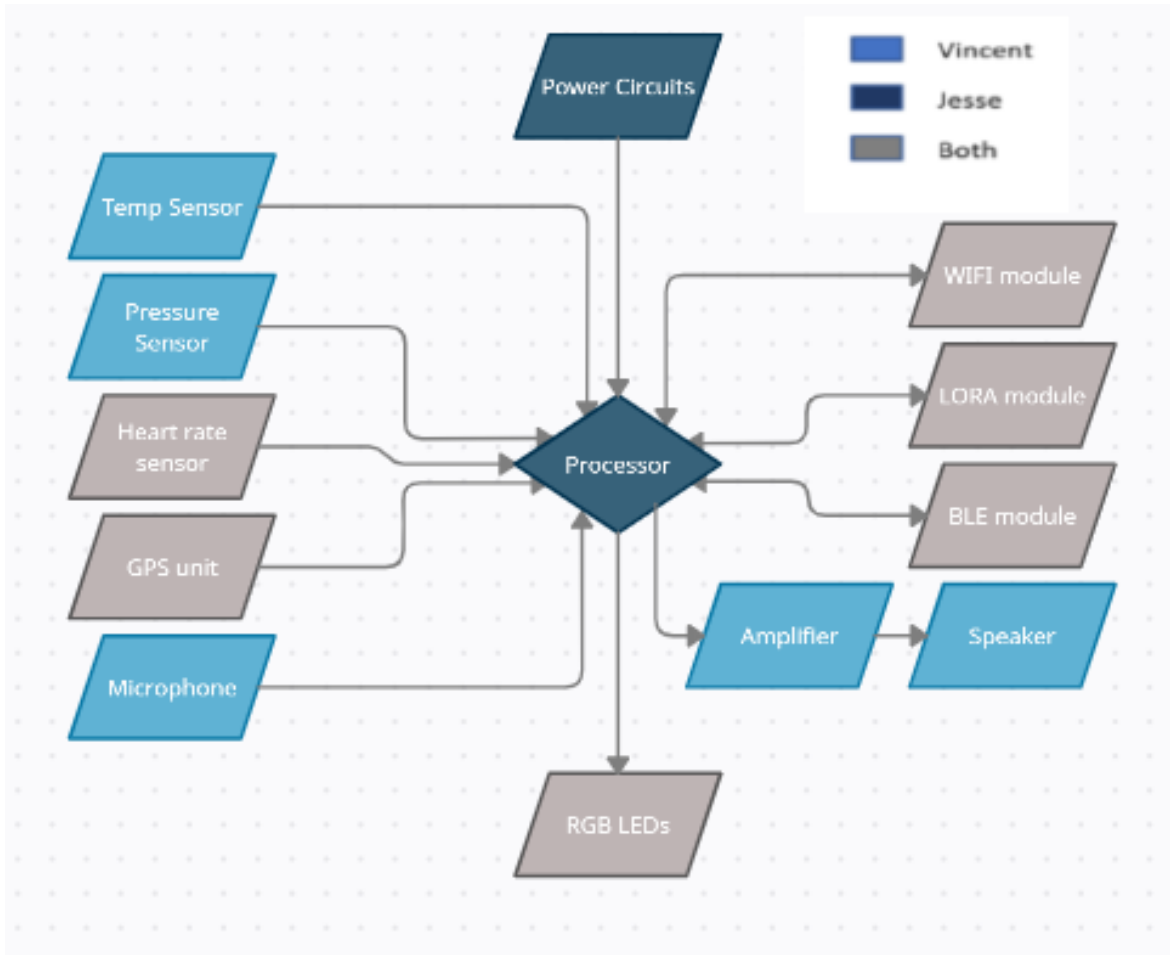 Power Circuits
Vincent
Jesse
Both
Temp Sensor
Pressure
Sensor
Heart rate
sensor
GPS unit
Microphone
Processor
WIFI module
LORA module
BLE module
Amplifier
Speaker
RGB LEDs